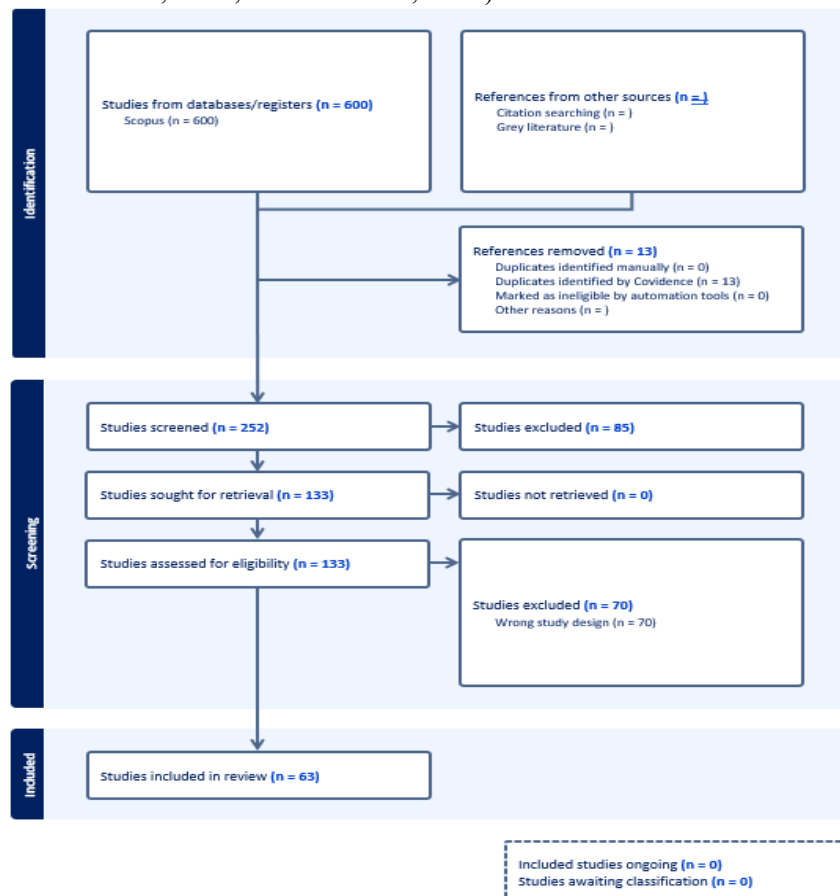 Identification
Studies from databases/registers (n = 600)
Scopus (n = 600)
References from other sources (n = )
Citation searching (n = )
Grey literature (n = )
References removed (n = 13)
Duplicates identified manually (n = 0)
Duplicates identified by Covidence (n = 13)
Marked as ineligible by automation tools (n = 0)
Other reasons (n = )
Screening
Studies screened (n = 252)
Studies excluded (n = 85)
Studies sought for retrieval (n = 133)
Studies not retrieved (n = 0)
Studies assessed for eligibility (n = 133)
Studies excluded (n = 70)
Wrong study design (n = 70)
Included
Studies included in review (n = 63)
Included studies ongoing (n = 0)
Studies awaiting classification (n = 0)